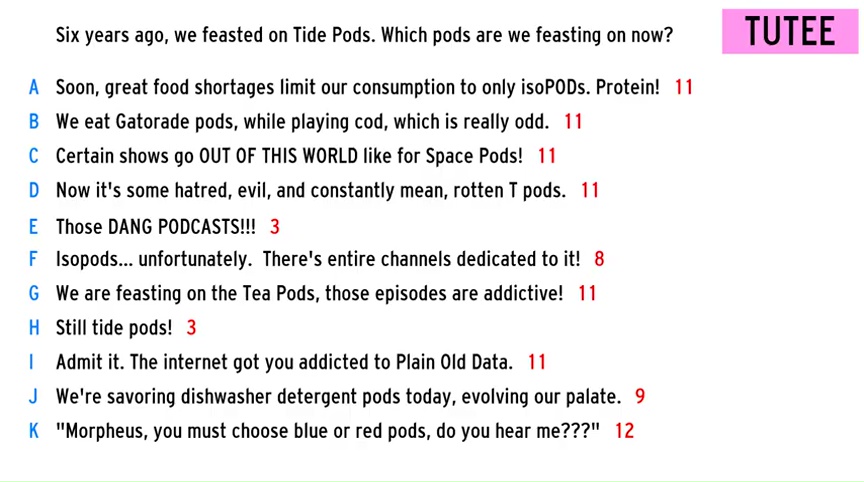 Six years ago, we feasted on Tide Pods. Which pods are we feasting on now?
TUTEE
A Soon, great food shortages limit our consumption to only isoPODs. Protein! 11
B We eat Gatorade pods, while playing cod, which is really odd. 11
C Certain shows go OUT OF THIS WORLD like for Space Pods! 11
D Now it's some hatred, evil, and constantly mean, rotten T pods. 11
E Those DANG PODCASTS!!! 3
F Isopods... unfortunately. There's entire channels dedicated to it! 8
G We are feasting on the Tea Pods, those episodes are addictive! 11
H Still tide pods! 3
I Admit it. The internet got you addicted to Plain Old Data. 11
J We're savoring dishwasher detergent pods today, evolving our palate. 9
K "Morpheus, you must choose blue or red pods, do you hear me???" 12